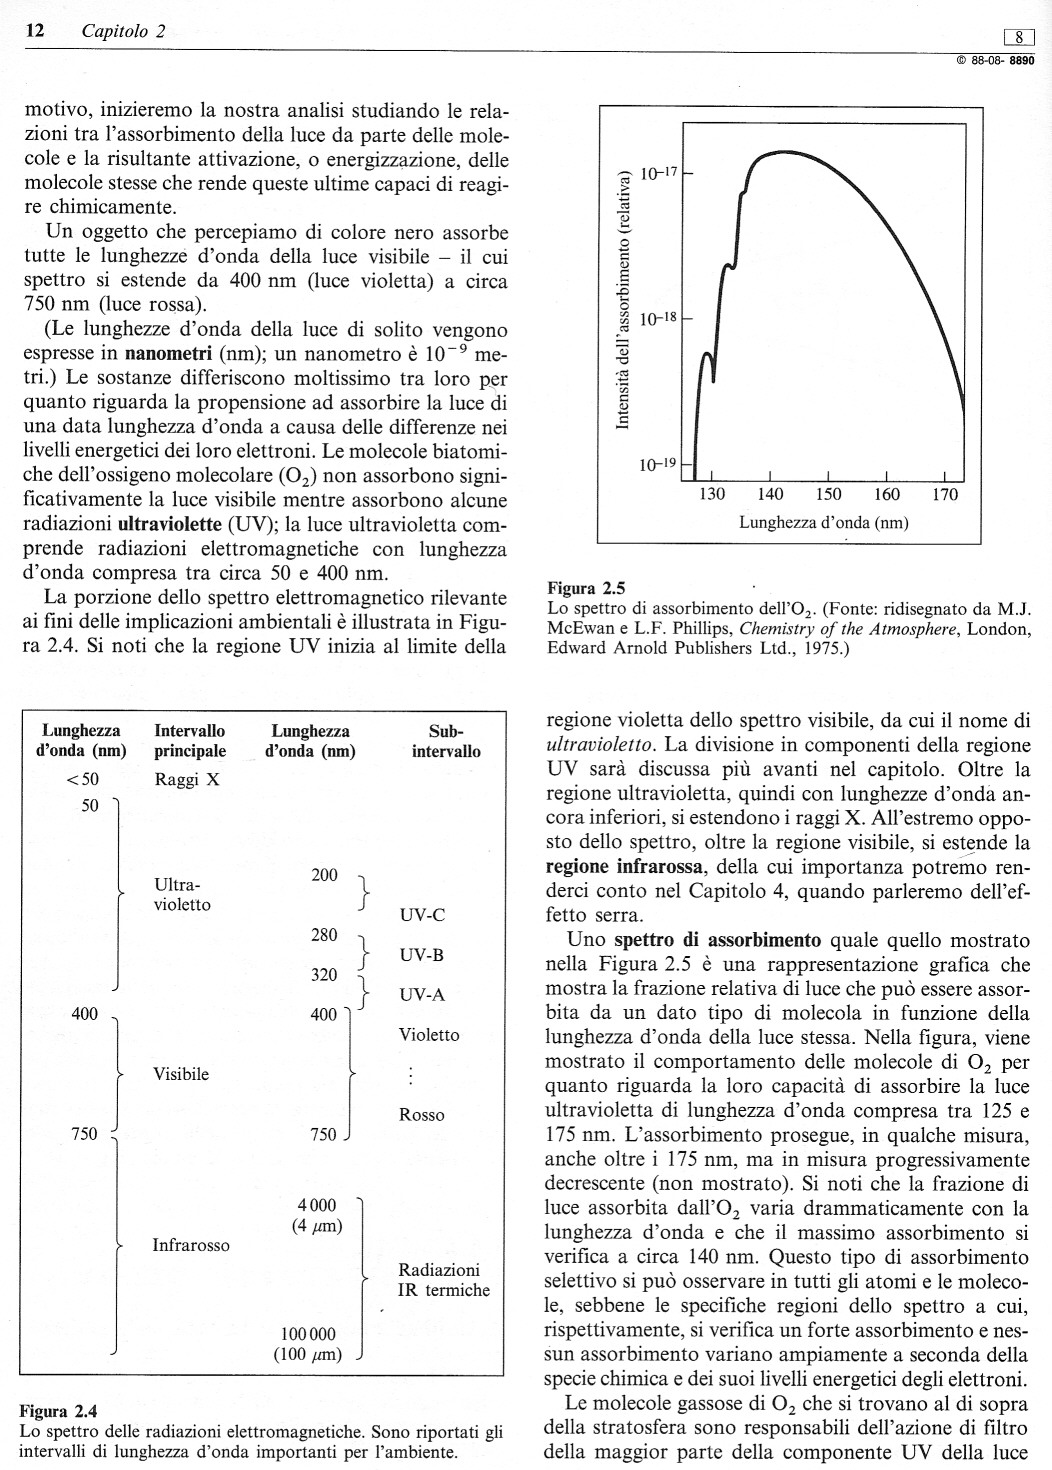 12 Capitolo 2
8
© 88-08- 8890
motivo, inizieremo la nostra analisi studiando le rela-
zioni tra l'assorbimento della luce da parte delle mole-
cole e la risultante attivazione, o energizzazione, delle
molecole stesse che rende queste ultime capaci di reagi-
re chimicamente.
Un oggetto che percepiamo di colore nero assorbe
tutte le lunghezze d'onda della luce visibile – il cui
spettro si estende da 400 nm (luce violetta) a circa
750 nm (luce rossa).
(Le lunghezze d'onda della luce di solito vengono
espresse in nanometri (nm); un nanometro è 10⁻⁹ me-
tri.) Le sostanze differiscono moltissimo tra loro per
quanto riguarda la propensione ad assorbire la luce di
una data lunghezza d'onda a causa delle differenze nei
livelli energetici dei loro elettroni. Le molecole biatomi-
che dell'ossigeno molecolare (O₂) non assorbono signi-
ficativamente la luce visibile mentre assorbono alcune
radiazioni ultraviolette (UV); la luce ultravioletta com-
prende radiazioni elettromagnetiche con lunghezza
d'onda compresa tra circa 50 e 400 nm.
La porzione dello spettro elettromagnetico rilevante
ai fini delle implicazioni ambientali è illustrata in Figu-
ra 2.4. Si noti che la regione UV inizia al limite della
Intensità dell'assorbimento (relativa)
10⁻¹⁷
10⁻¹⁸
10⁻¹⁹
130 140 150 160 170
Lunghezza d'onda (nm)
Figura 2.5
Lo spettro di assorbimento dell'O₂. (Fonte: ridisegnato da M.J.
McEwan e L.F. Phillips, Chemistry of the Atmosphere, London,
Edward Arnold Publishers Ltd., 1975.)
Lunghezza Intervallo Lunghezza Sub-
d'onda (nm) principale d'onda (nm) intervallo
<50 Raggi X
50
Ultra-
violetto
200
UV-C
280
UV-B
320
UV-A
400 400
Violetto
Visibile
⋮
Rosso
750 750
4 000
(4 μm)
Infrarosso
Radiazioni
IR termiche
100 000
(100 μm)
Figura 2.4
Lo spettro delle radiazioni elettromagnetiche. Sono riportati gli
intervalli di lunghezza d'onda importanti per l'ambiente.
regione violetta dello spettro visibile, da cui il nome di
ultravioletto. La divisione in componenti della regione
UV sarà discussa più avanti nel capitolo. Oltre la
regione ultravioletta, quindi con lunghezze d'onda an-
cora inferiori, si estendono i raggi X. All'estremo oppo-
sto dello spettro, oltre la regione visibile, si estende la
regione infrarossa, della cui importanza potremo ren-
derci conto nel Capitolo 4, quando parleremo dell'ef-
fetto serra.
Uno spettro di assorbimento quale quello mostrato
nella Figura 2.5 è una rappresentazione grafica che
mostra la frazione relativa di luce che può essere assor-
bita da un dato tipo di molecola in funzione della
lunghezza d'onda della luce stessa. Nella figura, viene
mostrato il comportamento delle molecole di O₂ per
quanto riguarda la loro capacità di assorbire la luce
ultravioletta di lunghezza d'onda compresa tra 125 e
175 nm. L'assorbimento prosegue, in qualche misura,
anche oltre i 175 nm, ma in misura progressivamente
decrescente (non mostrato). Si noti che la frazione di
luce assorbita dall'O₂ varia drammaticamente con la
lunghezza d'onda e che il massimo assorbimento si
verifica a circa 140 nm. Questo tipo di assorbimento
selettivo si può osservare in tutti gli atomi e le moleco-
le, sebbene le specifiche regioni dello spettro a cui,
rispettivamente, si verifica un forte assorbimento e nes-
sun assorbimento variano ampiamente a seconda della
specie chimica e dei suoi livelli energetici degli elettroni.
Le molecole gassose di O₂ che si trovano al di sopra
della stratosfera sono responsabili dell'azione di filtro
della maggior parte della componente UV della luce